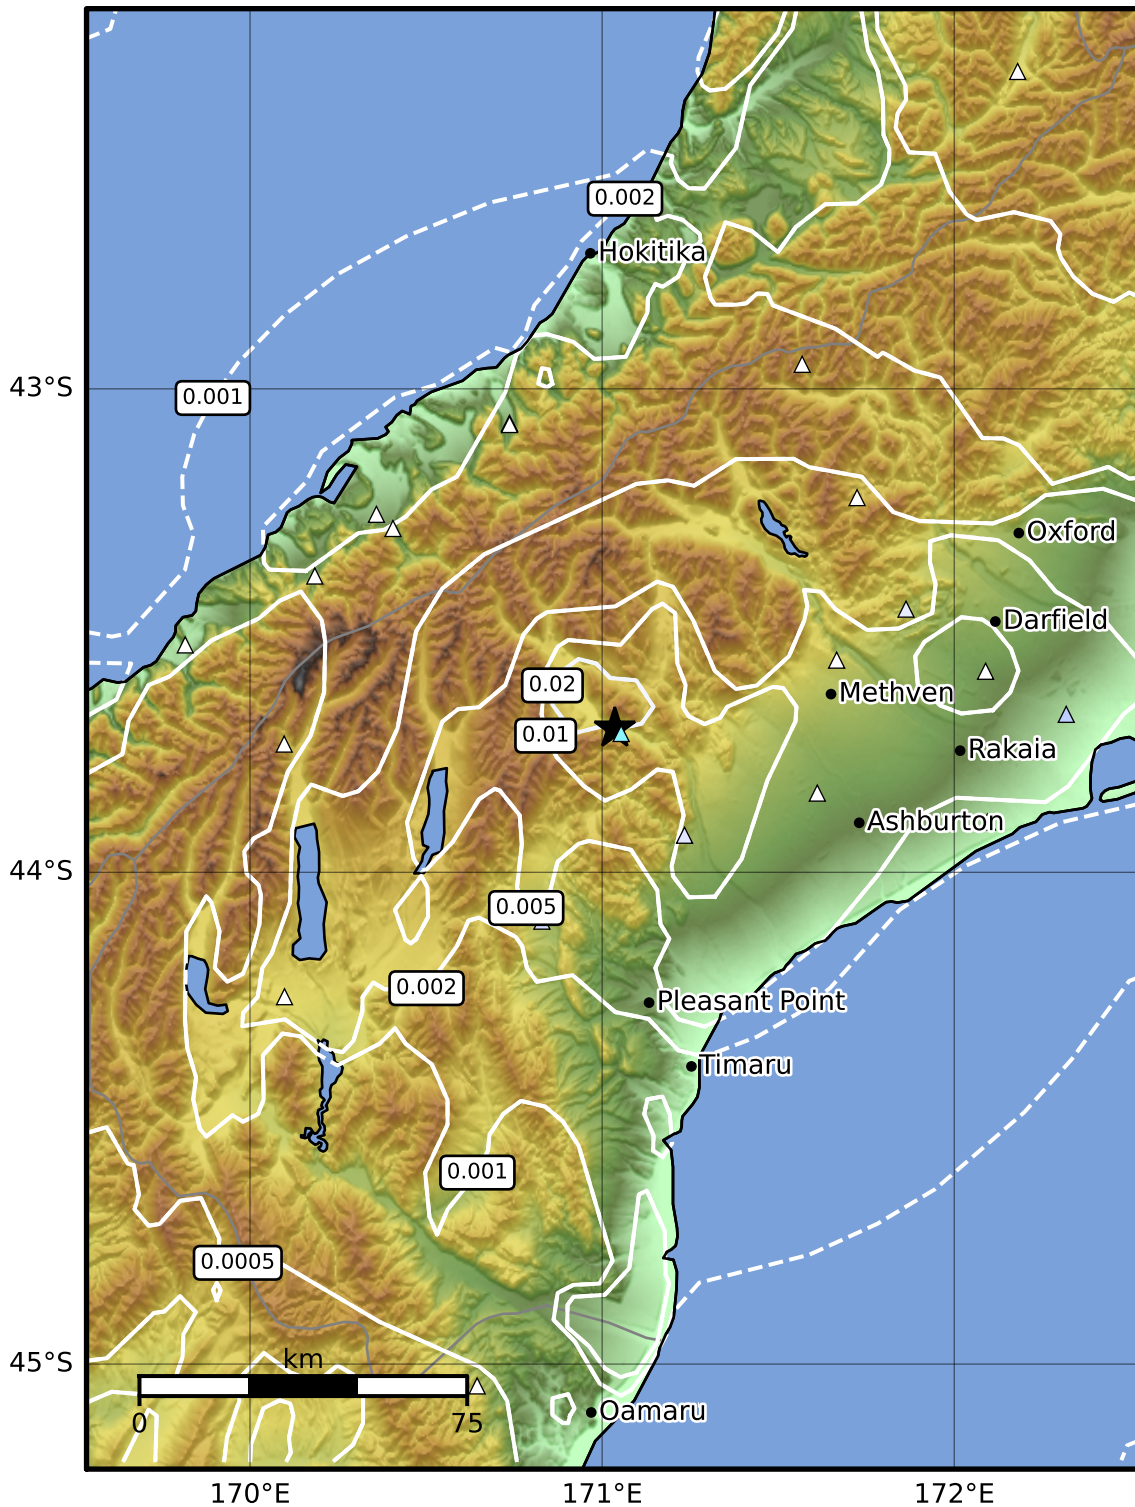 0.002
Hokitika
43°S
0.001
Oxford
Darfield
0.02
Methven
0.01
Rakaia
Ashburton
44°S
0.005
0.002
Pleasant Point
Timaru
0.001
0.0005
km
45°S
0
75
Oamaru
170°E
171°E
172°E